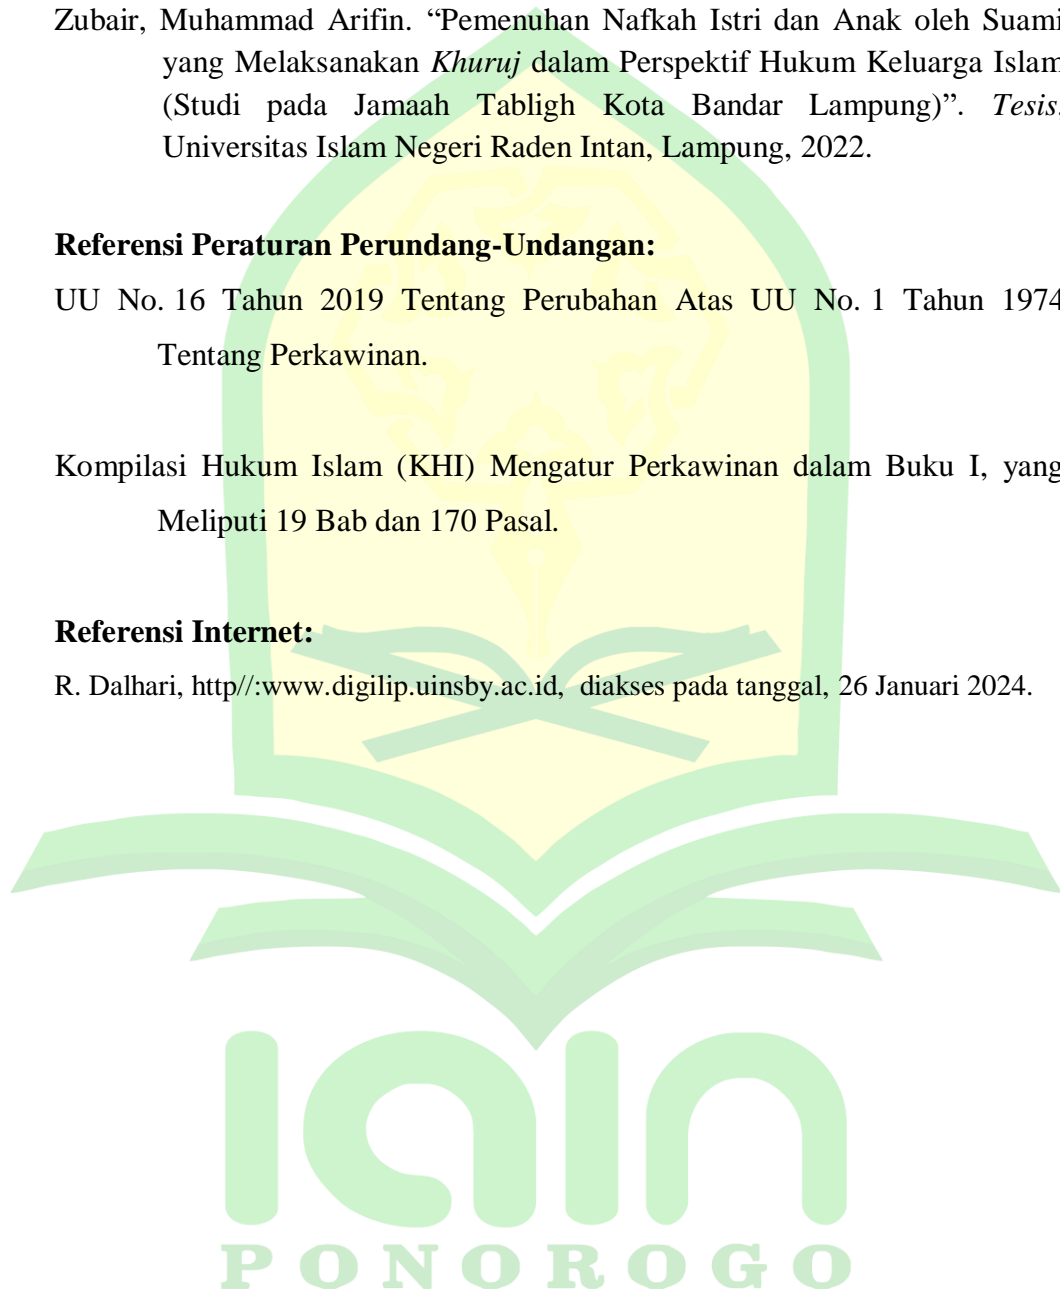 Zubair, Muhammad Arifin. “Pemenuhan Nafkah Istri dan Anak oleh Suami
yang Melaksanakan Khuruj dalam Perspektif Hukum Keluarga Islam
(Studi pada Jamaah Tabligh Kota Bandar Lampung)”. Tesis,
Universitas Islam Negeri Raden Intan, Lampung, 2022.
Referensi Peraturan Perundang-Undangan:
UU No. 16 Tahun 2019 Tentang Perubahan Atas UU No. 1 Tahun 1974
Tentang Perkawinan.
Kompilasi Hukum Islam (KHI) Mengatur Perkawinan dalam Buku I, yang
Meliputi 19 Bab dan 170 Pasal.
Referensi Internet:
R. Dalhari, http//:www.digilip.uinsby.ac.id, diakses pada tanggal, 26 Januari 2024.
iain
PONOROGO